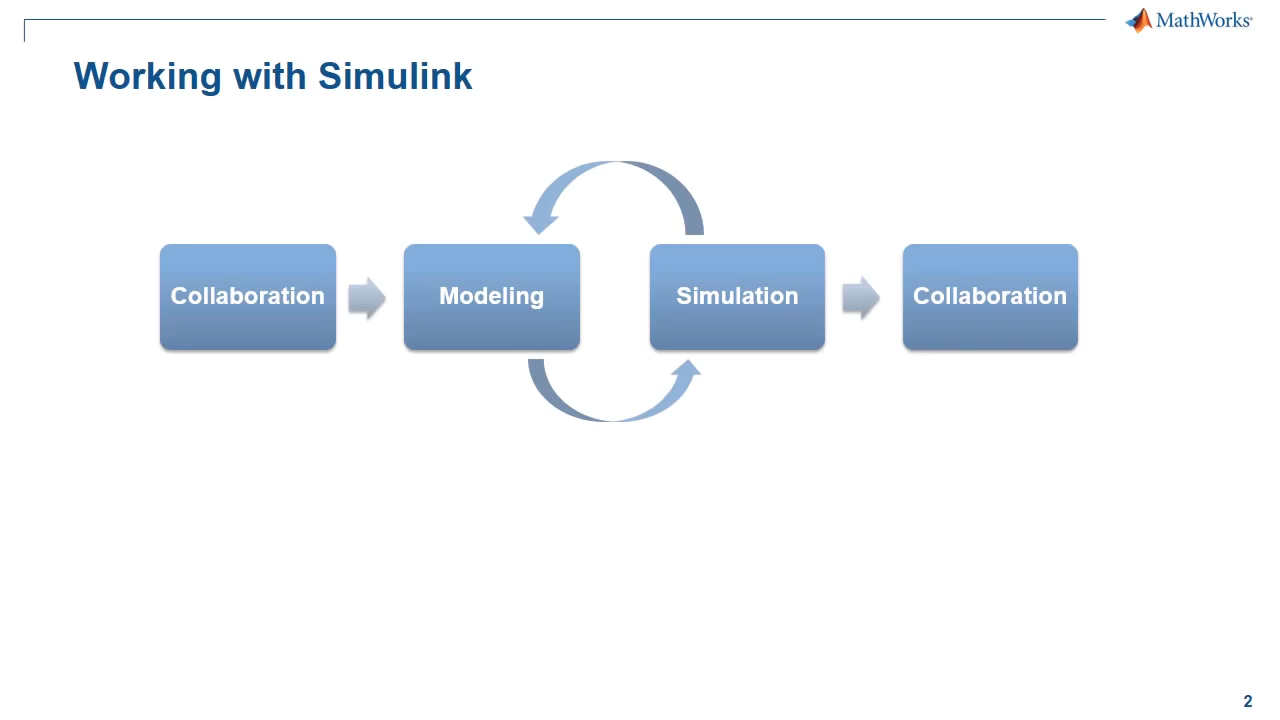 MathWorks®
Working with Simulink
Collaboration
Modeling
Simulation
Collaboration
2